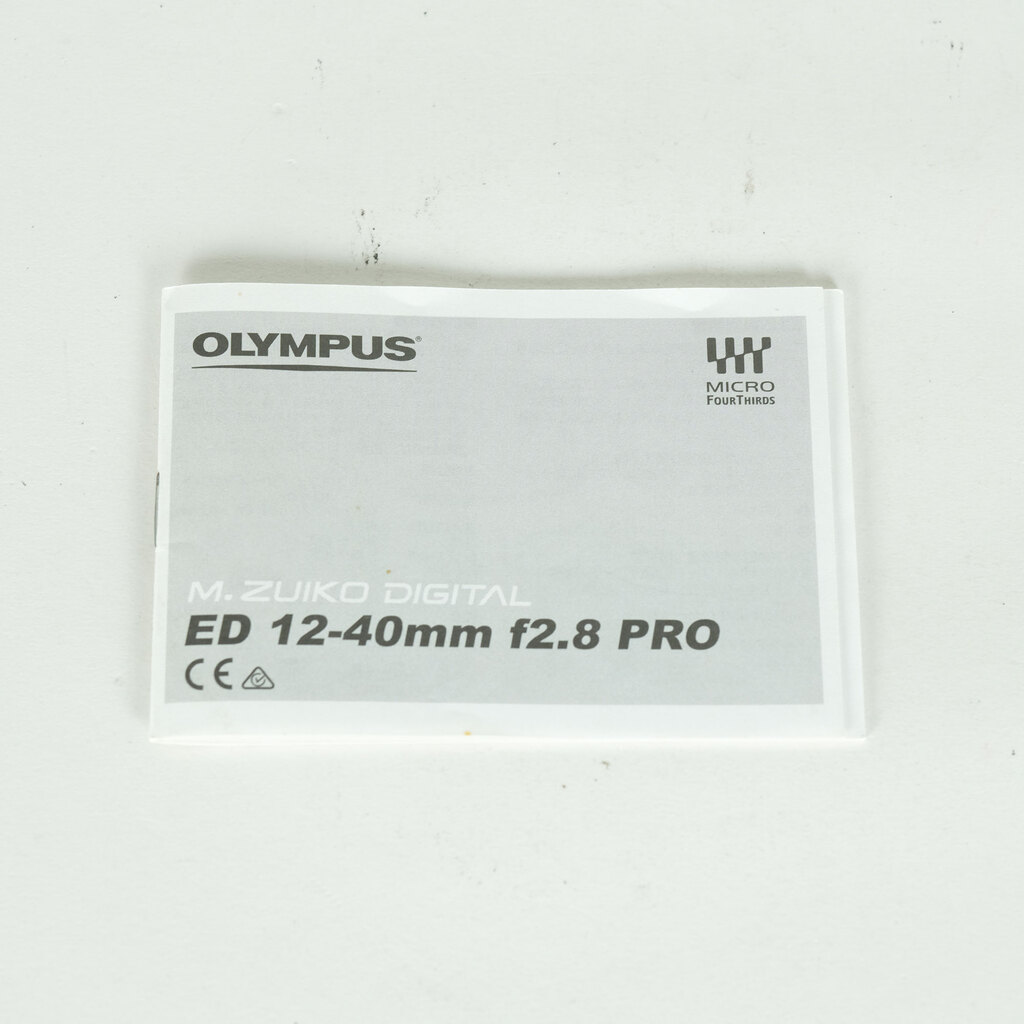 OLYMPUS®
MICRO
FOURTHIRDS
M. ZUIKO DIGITAL
ED 12-40mm f2.8 PRO
CE